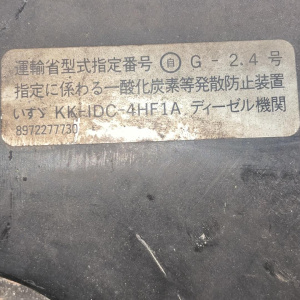 運輸省型式指定番号 ㉂ G-2.4号
指定に係わる一酸化炭素等発散防止装置
いすゞ KK-IDC-4HF1A ディーゼル機関
8972277730